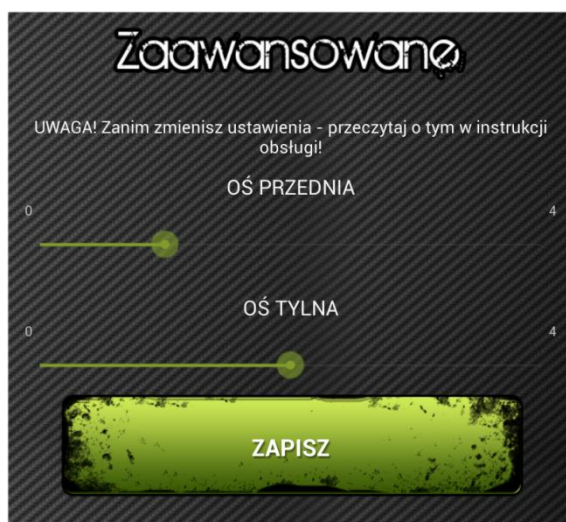 Zaawansowane
UWAGA! Zanim zmienisz ustawienia - przeczytaj o tym w instrukcji
obsługi!
OŚ PRZEDNIA
0 4
OŚ TYLNA
0 4
ZAPISZ